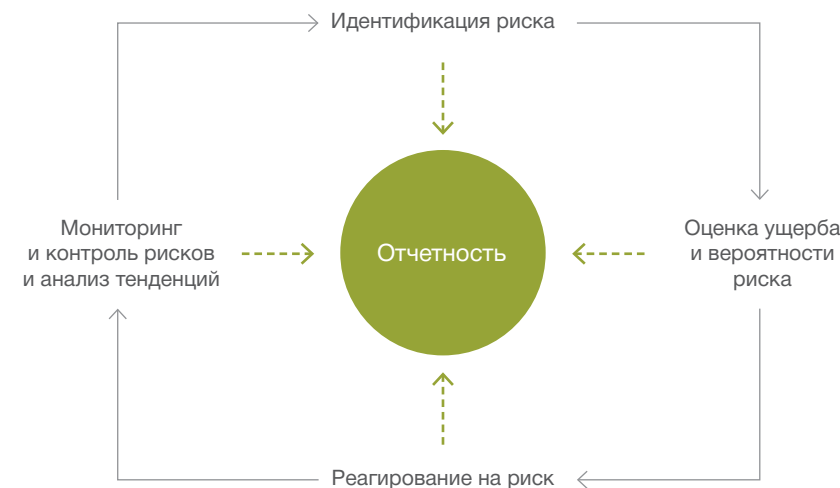 Идентификация риска
Мониторинг
и контроль рисков
и анализ тенденций
Отчетность
Оценка ущерба
и вероятности
риска
Реагирование на риск